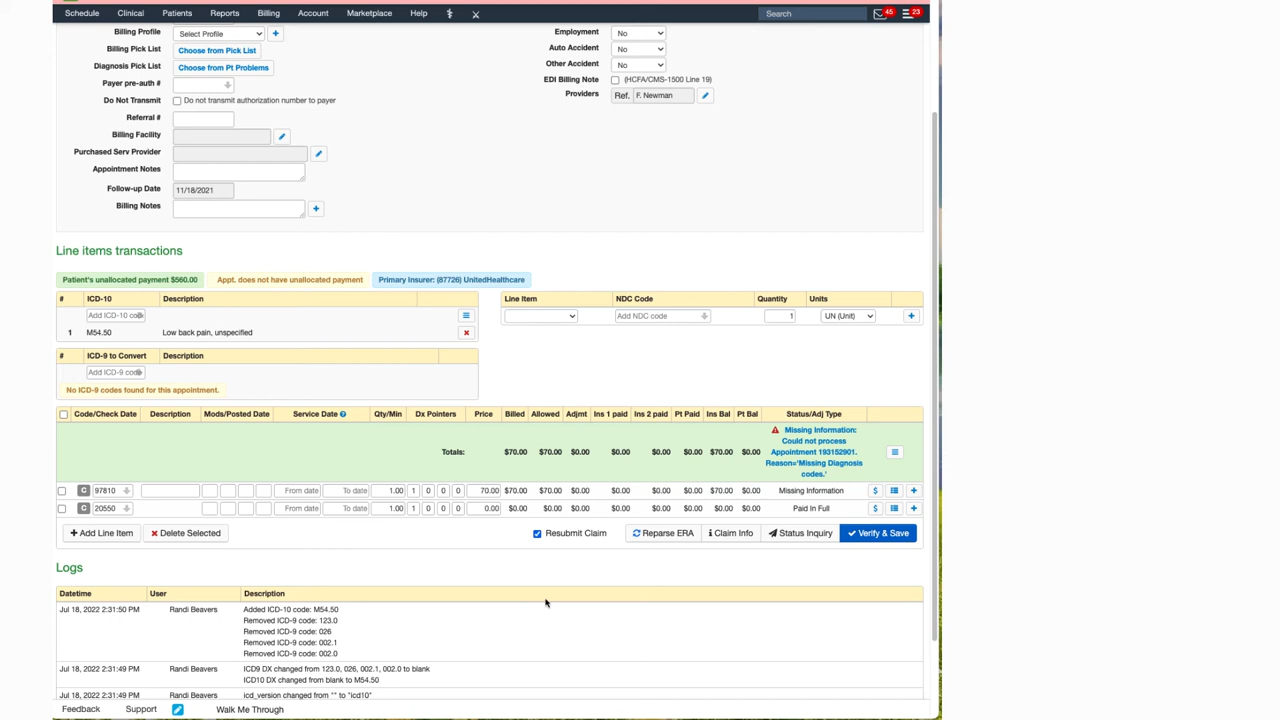 Schedule Clinical Patients Reports Billing Account Marketplace Help Search 45 23
Billing Profile Select Profile
Billing Pick List Choose from Pick List
Diagnosis Pick List Choose from Pt Problems
Payer pre-auth #
Do Not Transmit Do not transmit authorization number to payer
Referral #
Billing Facility
Purchased Serv Provider
Appointment Notes
Follow-up Date 11/18/2021
Billing Notes
Employment No
Auto Accident No
Other Accident No
EDI Billing Note (HCFA/CMS-1500 Line 19)
Providers Ref. F. Newman
Line items transactions
Patient's unallocated payment $560.00 Appt. does not have unallocated payment Primary Insurer: (87726) UnitedHealthcare
# ICD-10 Description
Add ICD-10 code
1 M54.50 Low back pain, unspecified
# ICD-9 to Convert Description
Add ICD-9 code
No ICD-9 codes found for this appointment.
Line Item NDC Code Quantity Units
Add NDC code 1 UN (Unit)
Code/Check Date Description Mods/Posted Date Service Date Qty/Min Dx Pointers Price Billed Allowed Adjmt Ins 1 paid Ins 2 paid Pt Paid Ins Bal Pt Bal Status/Adj Type
Totals: $70.00 $70.00 $0.00 $0.00 $0.00 $0.00 $70.00 $0.00
Missing Information:
Could not process
Appointment 193152901.
Reason='Missing Diagnosis
codes.'
C 97810 From date To date 1.00 1 0 0 0 70.00 $70.00 $70.00 $0.00 $0.00 $0.00 $0.00 $70.00 $0.00 Missing Information $
C 20550 From date To date 1.00 1 0 0 0 0.00 $0.00 $0.00 $0.00 $0.00 $0.00 $0.00 $0.00 $0.00 Paid In Full $
Add Line Item Delete Selected Resubmit Claim Reparse ERA Claim Info Status Inquiry Verify & Save
Logs
Datetime User Description
Jul 18, 2022 2:31:50 PM Randi Beavers Added ICD-10 code: M54.50
Removed ICD-9 code: 123.0
Removed ICD-9 code: 026
Removed ICD-9 code: 002.1
Removed ICD-9 code: 002.0
Jul 18, 2022 2:31:49 PM Randi Beavers ICD9 DX changed from 123.0, 026, 002.1, 002.0 to blank
ICD10 DX changed from blank to M54.50
Jul 18, 2022 2:31:49 PM Randi Beavers icd_version changed from "" to "icd10"
Feedback Support Walk Me Through